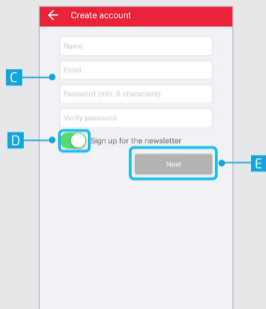 Create account
Name
C
Email
Password (min. 8 characters)
Verify password
D
Sign up for the newsletter
Next
E